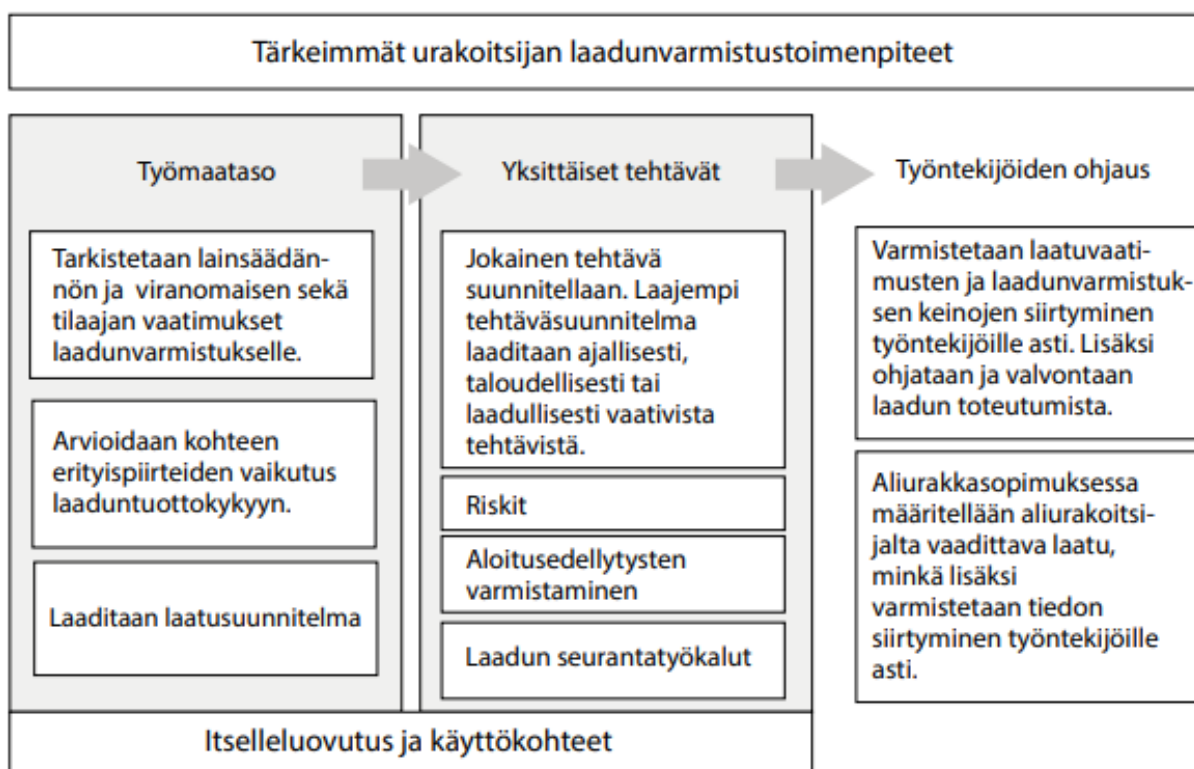 Tärkeimmät urakoitsijan laadunvarmistustoimenpiteet
Työmaataso
Tarkistetaan lainsäädän-
nön ja viranomaisen sekä
tilaajan vaatimukset
laadunvarmistukselle.
Arvioidaan kohteen
erityispiirteiden vaikutus
laaduntuottokykyyn.
Laaditaan laatusuunnitelma
Yksittäiset tehtävät
Jokainen tehtävä
suunnitellaan. Laajempi
tehtäväsuunnitelma
laaditaan ajallisesti,
taloudellisesti tai
laadullisesti vaativista
tehtävistä.
Riskit
Aloitusedellytysten
varmistaminen
Laadun seurantatyökalut
Työntekijöiden ohjaus
Varmistetaan laatuvaati-
musten ja laadunvarmistuk-
sen keinojen siirtyminen
työntekijöille asti. Lisäksi
ohjataan ja valvontaan
laadun toteutumista.
Aliurakkasopimuksessa
määritellään aliurakoitsi-
jalta vaadittava laatu,
minkä lisäksi
varmistetaan tiedon
siirtyminen työntekijöille
asti.
Itselleluovutus ja käyttökohteet